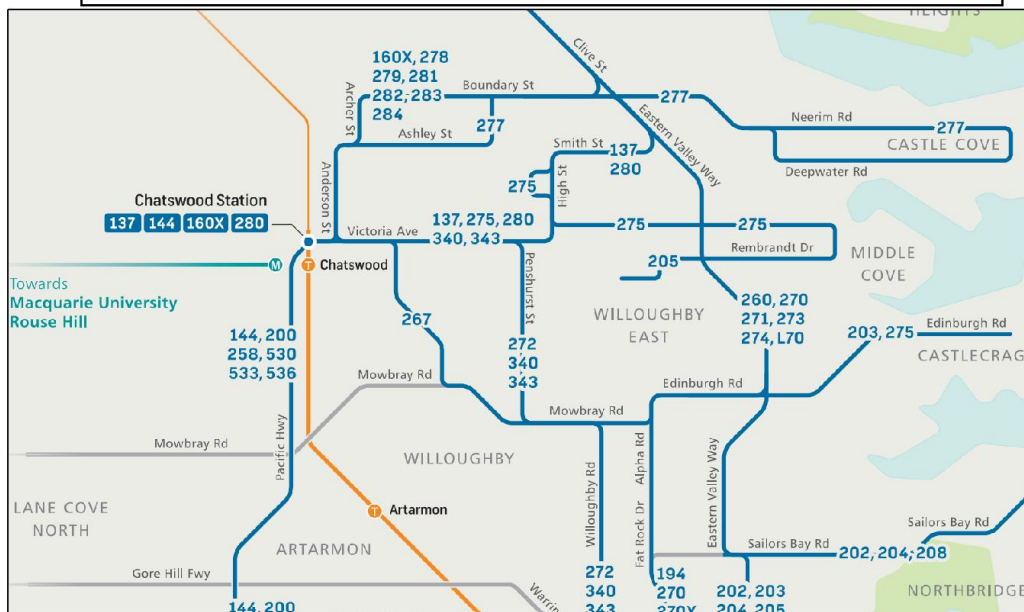 HEIGHTS
160X, 278
279, 281
282, 283
284
Clive St
Boundary St
277
Archer St
Ashley St
277
Eastern Valley Way
Neerim Rd
277
CASTLE COVE
Deepwater Rd
Smith St
137
280
275
High St
Anderson St
Chatswood Station
137 144 160X 280
Victoria Ave
137, 275, 280
340, 343
275
275
Rembrandt Dr
205
MIDDLE
COVE
M
T Chatswood
Towards
Macquarie University
Rouse Hill
Penshurst St
WILLOUGHBY
EAST
260, 270
271, 273
274, L70
267
144, 200
258, 530
533, 536
272
340
343
203, 275
Edinburgh Rd
CASTLECRAG
Mowbray Rd
Edinburgh Rd
Mowbray Rd
Mowbray Rd
Pacific Hwy
WILLOUGHBY
Willoughby Rd
Alpha Rd
Eastern Valley Way
LANE COVE
NORTH
T Artarmon
Flat Rock Dr
Sailors Bay Rd
Sailors Bay Rd
202, 204, 208
ARTARMON
Gore Hill Fwy
272
340
343
194
270
270X
202, 203
204, 205
NORTHBRIDGE
144, 200